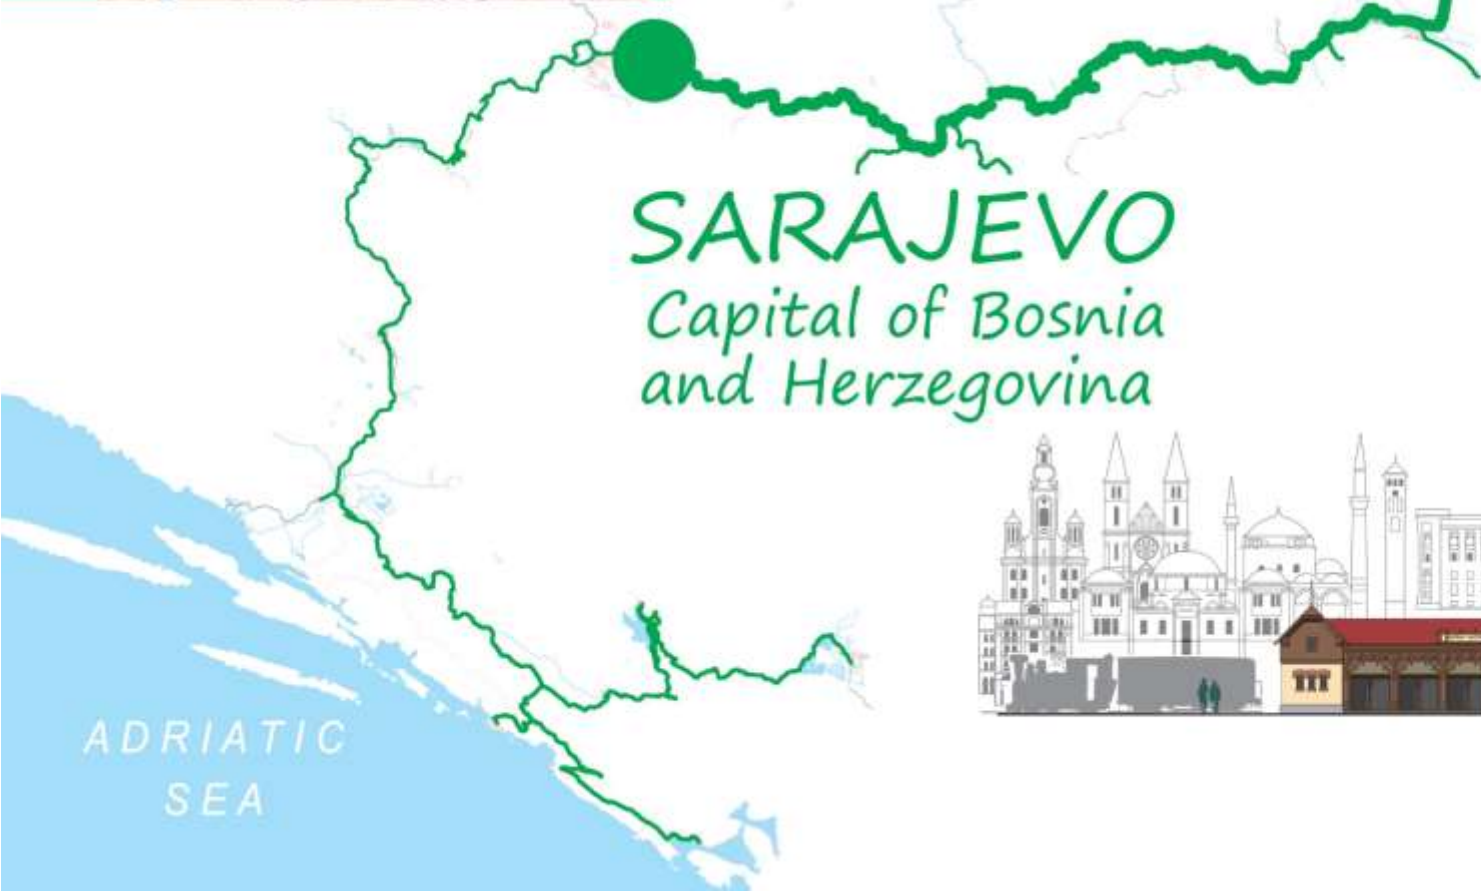 SARAJEVO
Capital of Bosnia
and Herzegovina
ADRIATIC
SEA